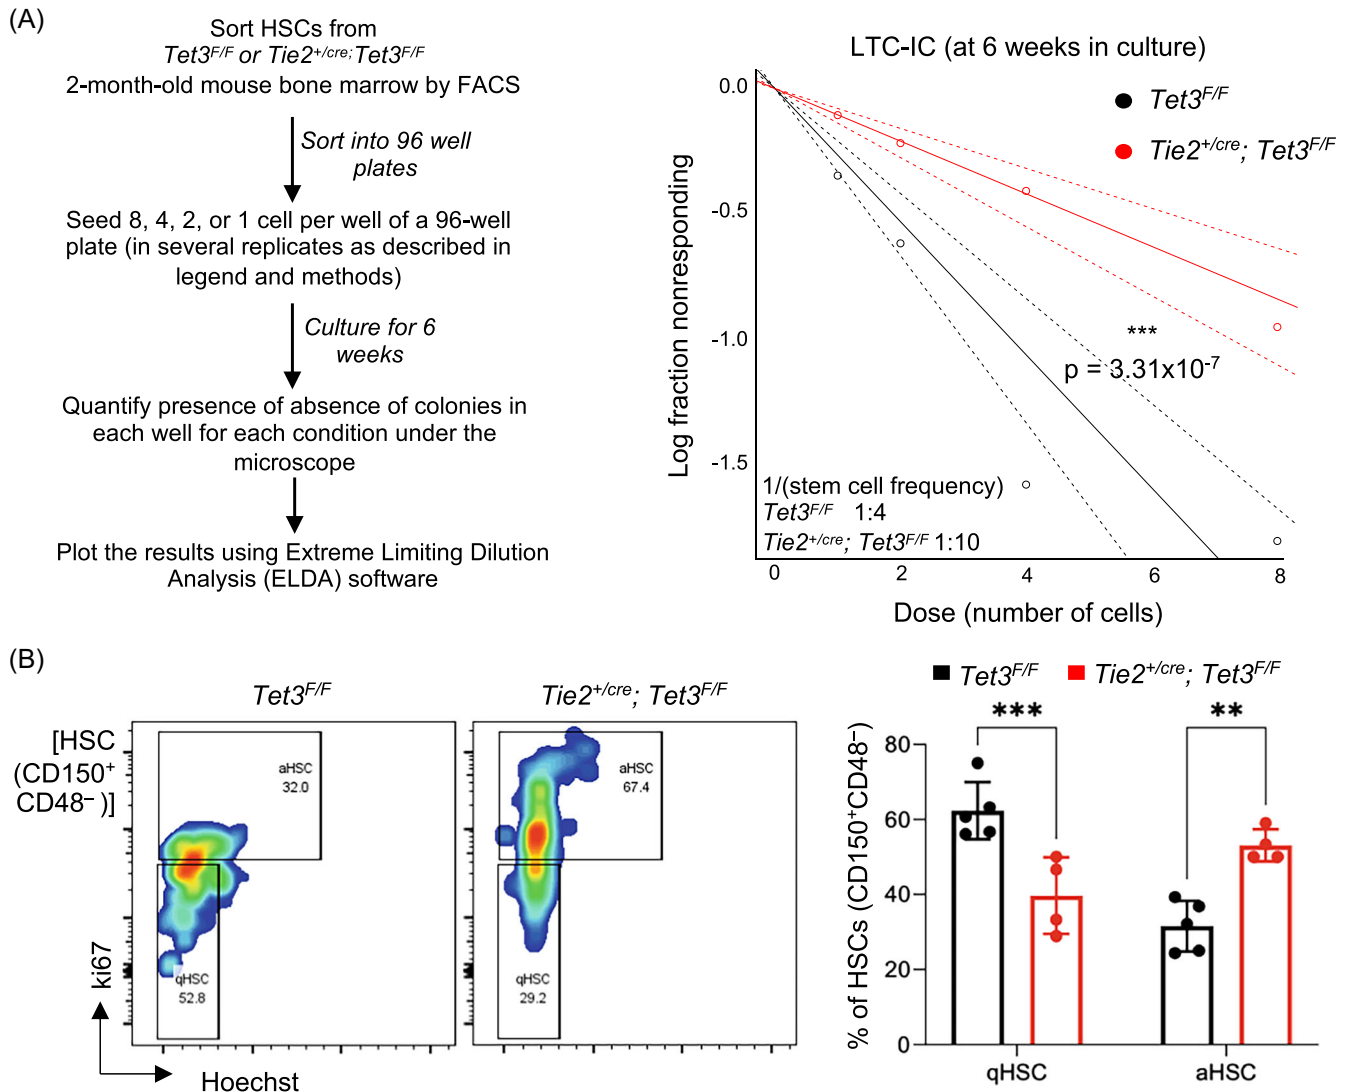 (A)
Sort HSCs from
Tet3F/F or Tie2+/cre;Tet3F/F
2-month-old mouse bone marrow by FACS
Sort into 96 well
plates
Seed 8, 4, 2, or 1 cell per well of a 96-well
plate (in several replicates as described in
legend and methods)
Culture for 6
weeks
Quantify presence of absence of colonies in
each well for each condition under the
microscope
Plot the results using Extreme Limiting Dilution
Analysis (ELDA) software
LTC-IC (at 6 weeks in culture)
Tet3F/F
Tie2+/cre; Tet3F/F
Log fraction nonresponding
0.0
-0.5
-1.0
-1.5
***
p = 3.31x10-7
1/(stem cell frequency)
Tet3F/F 1:4
Tie2+/cre; Tet3F/F 1:10
0 2 4 6 8
Dose (number of cells)
(B)
Tet3F/F
Tie2+/cre; Tet3F/F
[HSC
(CD150+
CD48– )]
aHSC
32.0
qHSC
52.8
aHSC
67.4
qHSC
29.2
ki67
Hoechst
Tet3F/F
Tie2+/cre; Tet3F/F
*** **
% of HSCs (CD150+CD48–)
80
60
40
20
0
qHSC aHSC